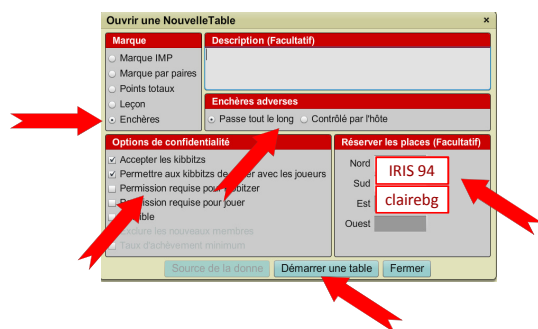 Ouvrir une NouvelleTable ×
Marque
Marque IMP
Marque par paires
Points totaux
Leçon
Enchères
Description (Facultatif)
Enchères adverses
Passe tout le long Contrôlé par l'hôte
Options de confidentialité
Accepter les kibbitzs
Permettre aux kibbitzs de avec les joueurs
Permission requise pour kibbitzer
Permission requise pour jouer
Exclure les nouveaux membres
Taux d'achèvement minimum
Réserver les places (Facultatif)
Nord IRIS 94
Sud clairebg
Est
Ouest
Source de la donne Démarrer une table Fermer